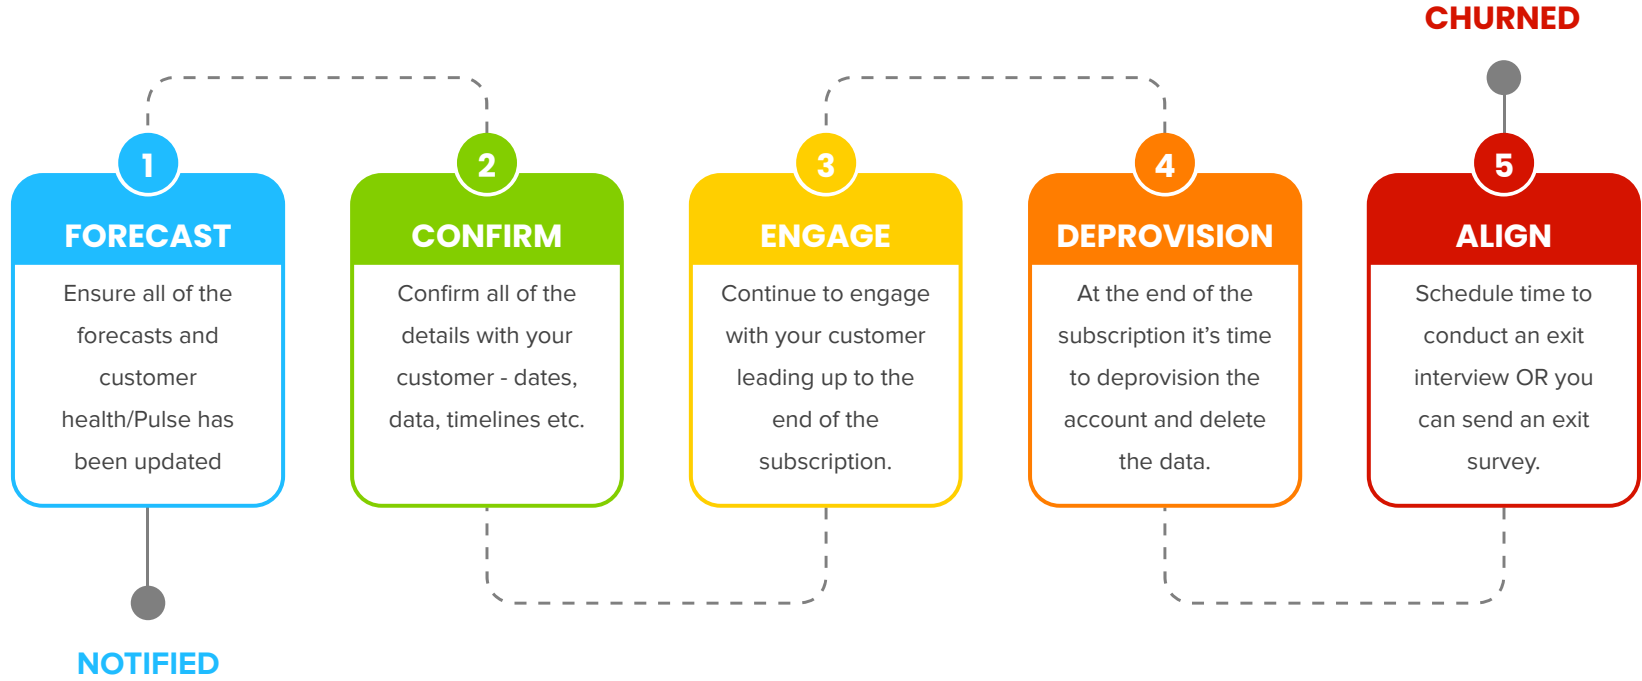 CHURNED
1
FORECAST
Ensure all of the
forecasts and
customer
health/Pulse has
been updated
NOTIFIED
2
CONFIRM
Confirm all of the
details with your
customer - dates,
data, timelines etc.
3
ENGAGE
Continue to engage
with your customer
leading up to the
end of the
subscription.
4
DEPROVISION
At the end of the
subscription it’s time
to deprovision the
account and delete
the data.
5
ALIGN
Schedule time to
conduct an exit
interview OR you
can send an exit
survey.